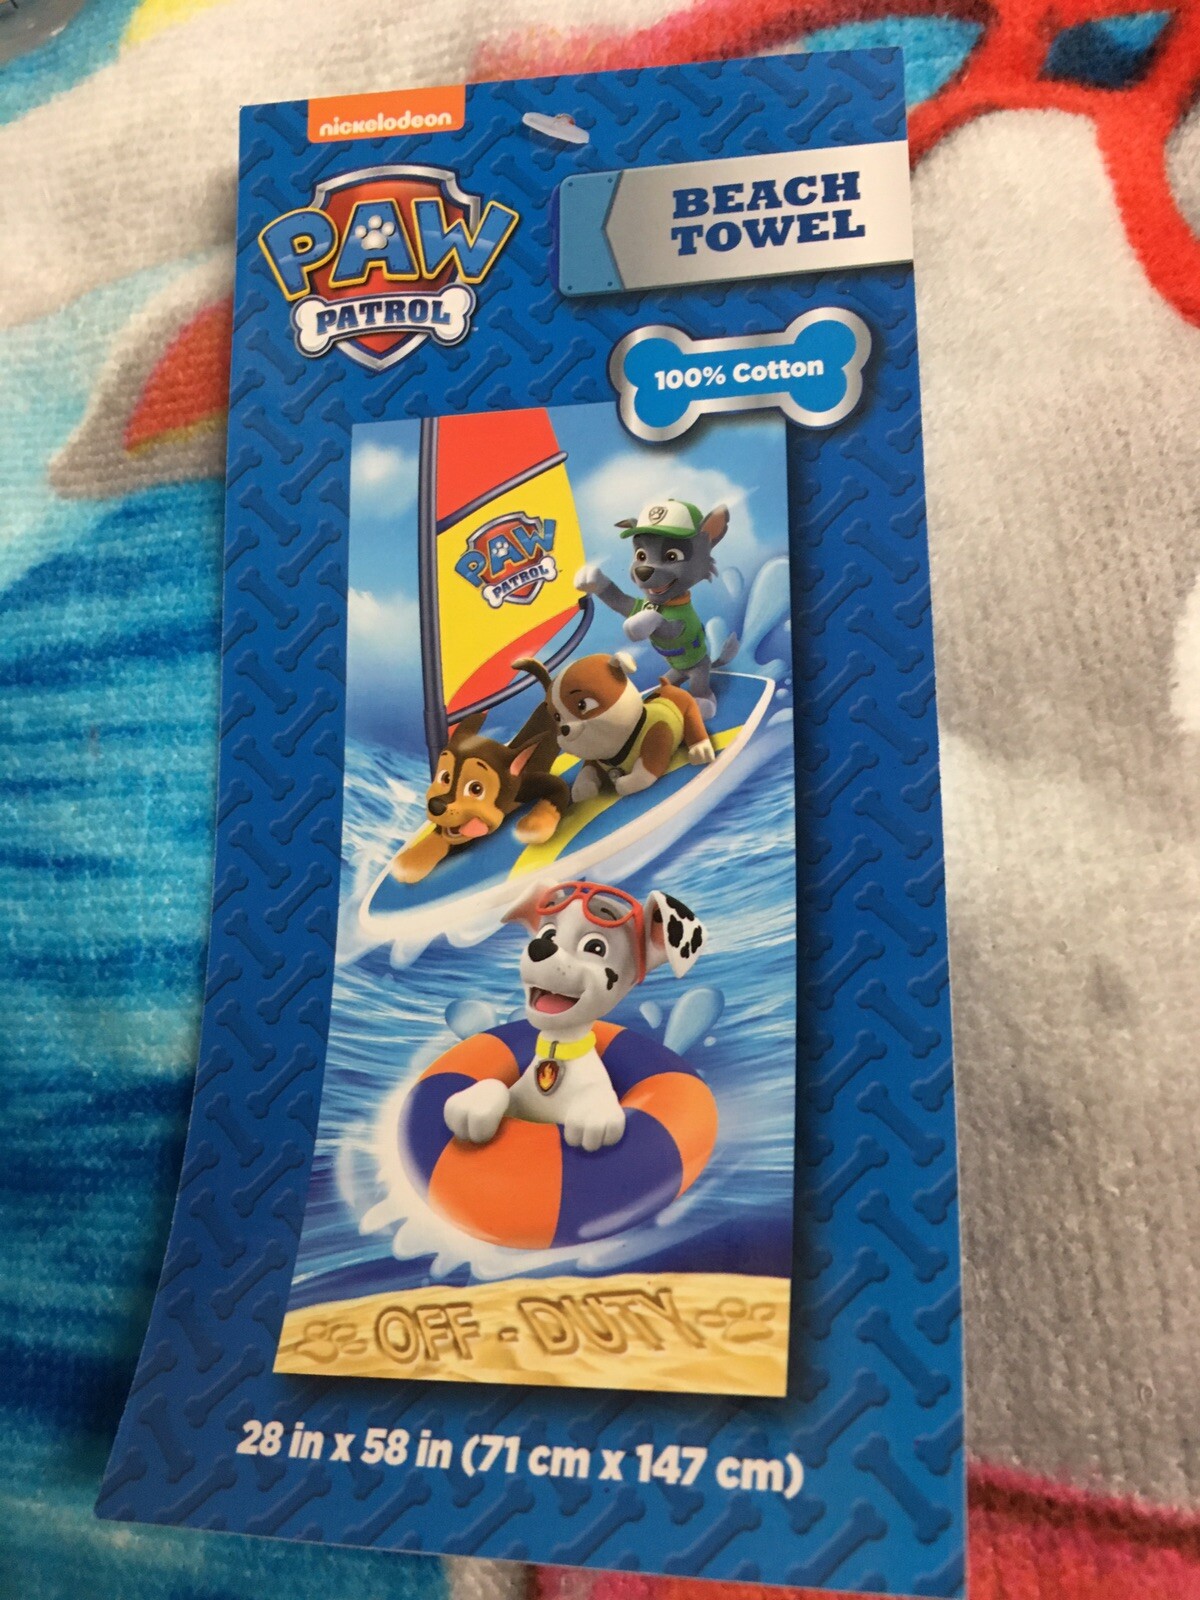 nickelodeon
PAW
PATROL
BEACH
TOWEL
100% Cotton
PAW
PATROL
OFF - DUTY
28 in x 58 in (71 cm x 147 cm)